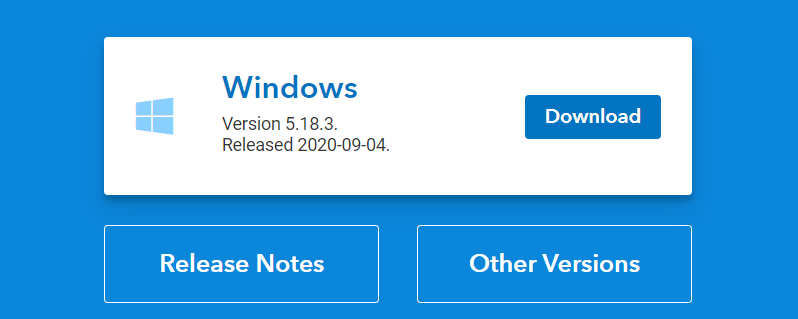 Windows
Version 5.18.3.
Released 2020-09-04.
Download
Release Notes
Other Versions